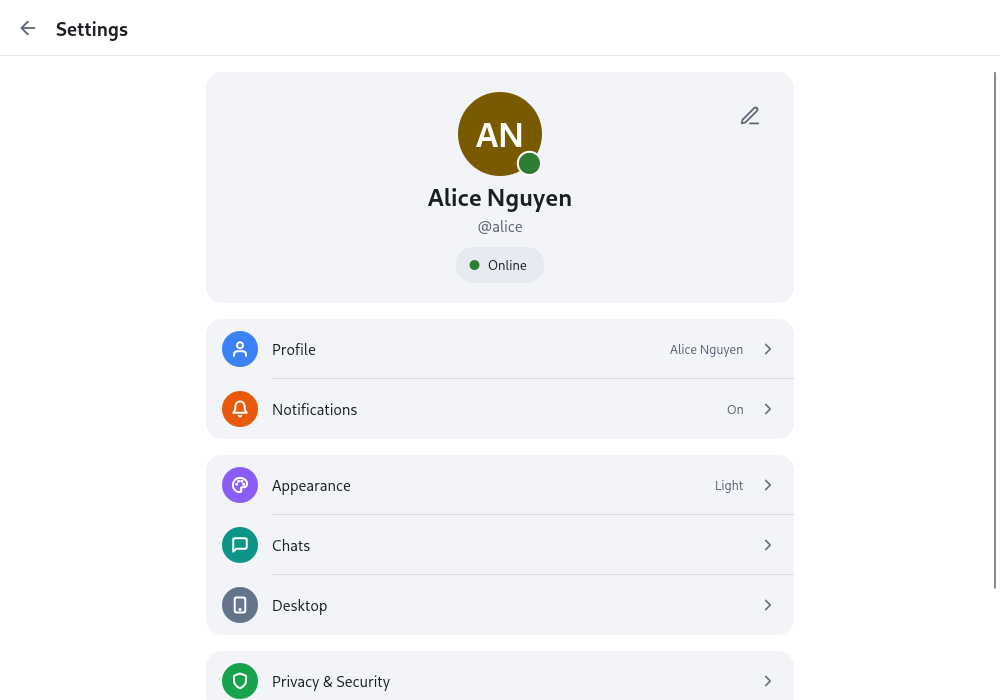 Settings
AN
Alice Nguyen
@alice
Online
Profile Alice Nguyen
Notifications On
Appearance Light
Chats
Desktop
Privacy & Security